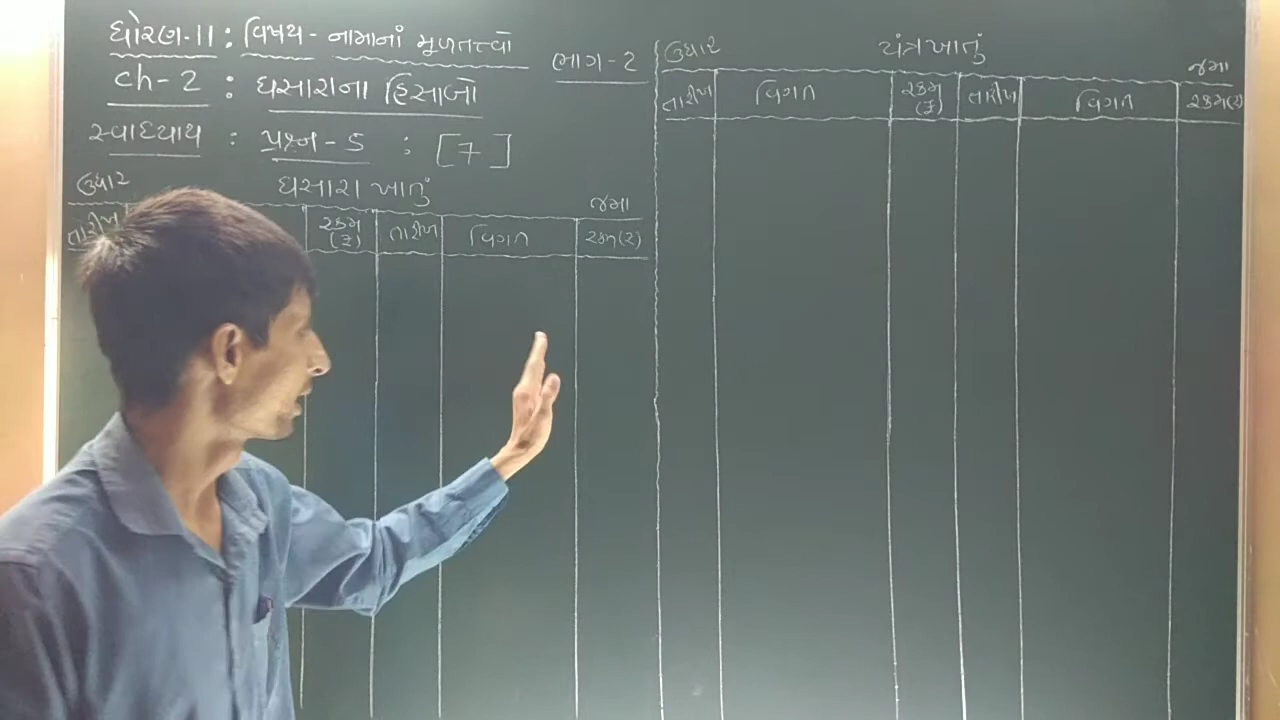 ધોરણ-11 : વિષય - નામાનાં મૂળતત્ત્વો
ભાગ-2
ch-2 : ઘસારાના હિસાબો
સ્વાધ્યાય : પ્રશ્ન-5 : [7]
ઉધાર ઘસારા ખાતું જમા
તારીખ રકમ (₹) તારીખ વિગત રકમ(₹)
ઉધાર યંત્ર ખાતું જમા
તારીખ વિગત રકમ (₹) તારીખ વિગત રકમ(₹)